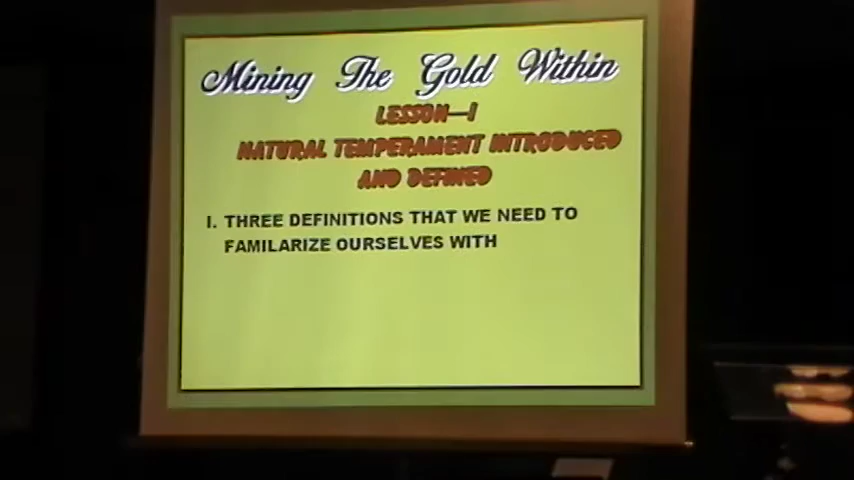 Mining The Gold Within
LESSON—1
NATURAL TEMPERAMENT INTRODUCED
AND DEFINED
I. THREE DEFINITIONS THAT WE NEED TO
FAMILARIZE OURSELVES WITH